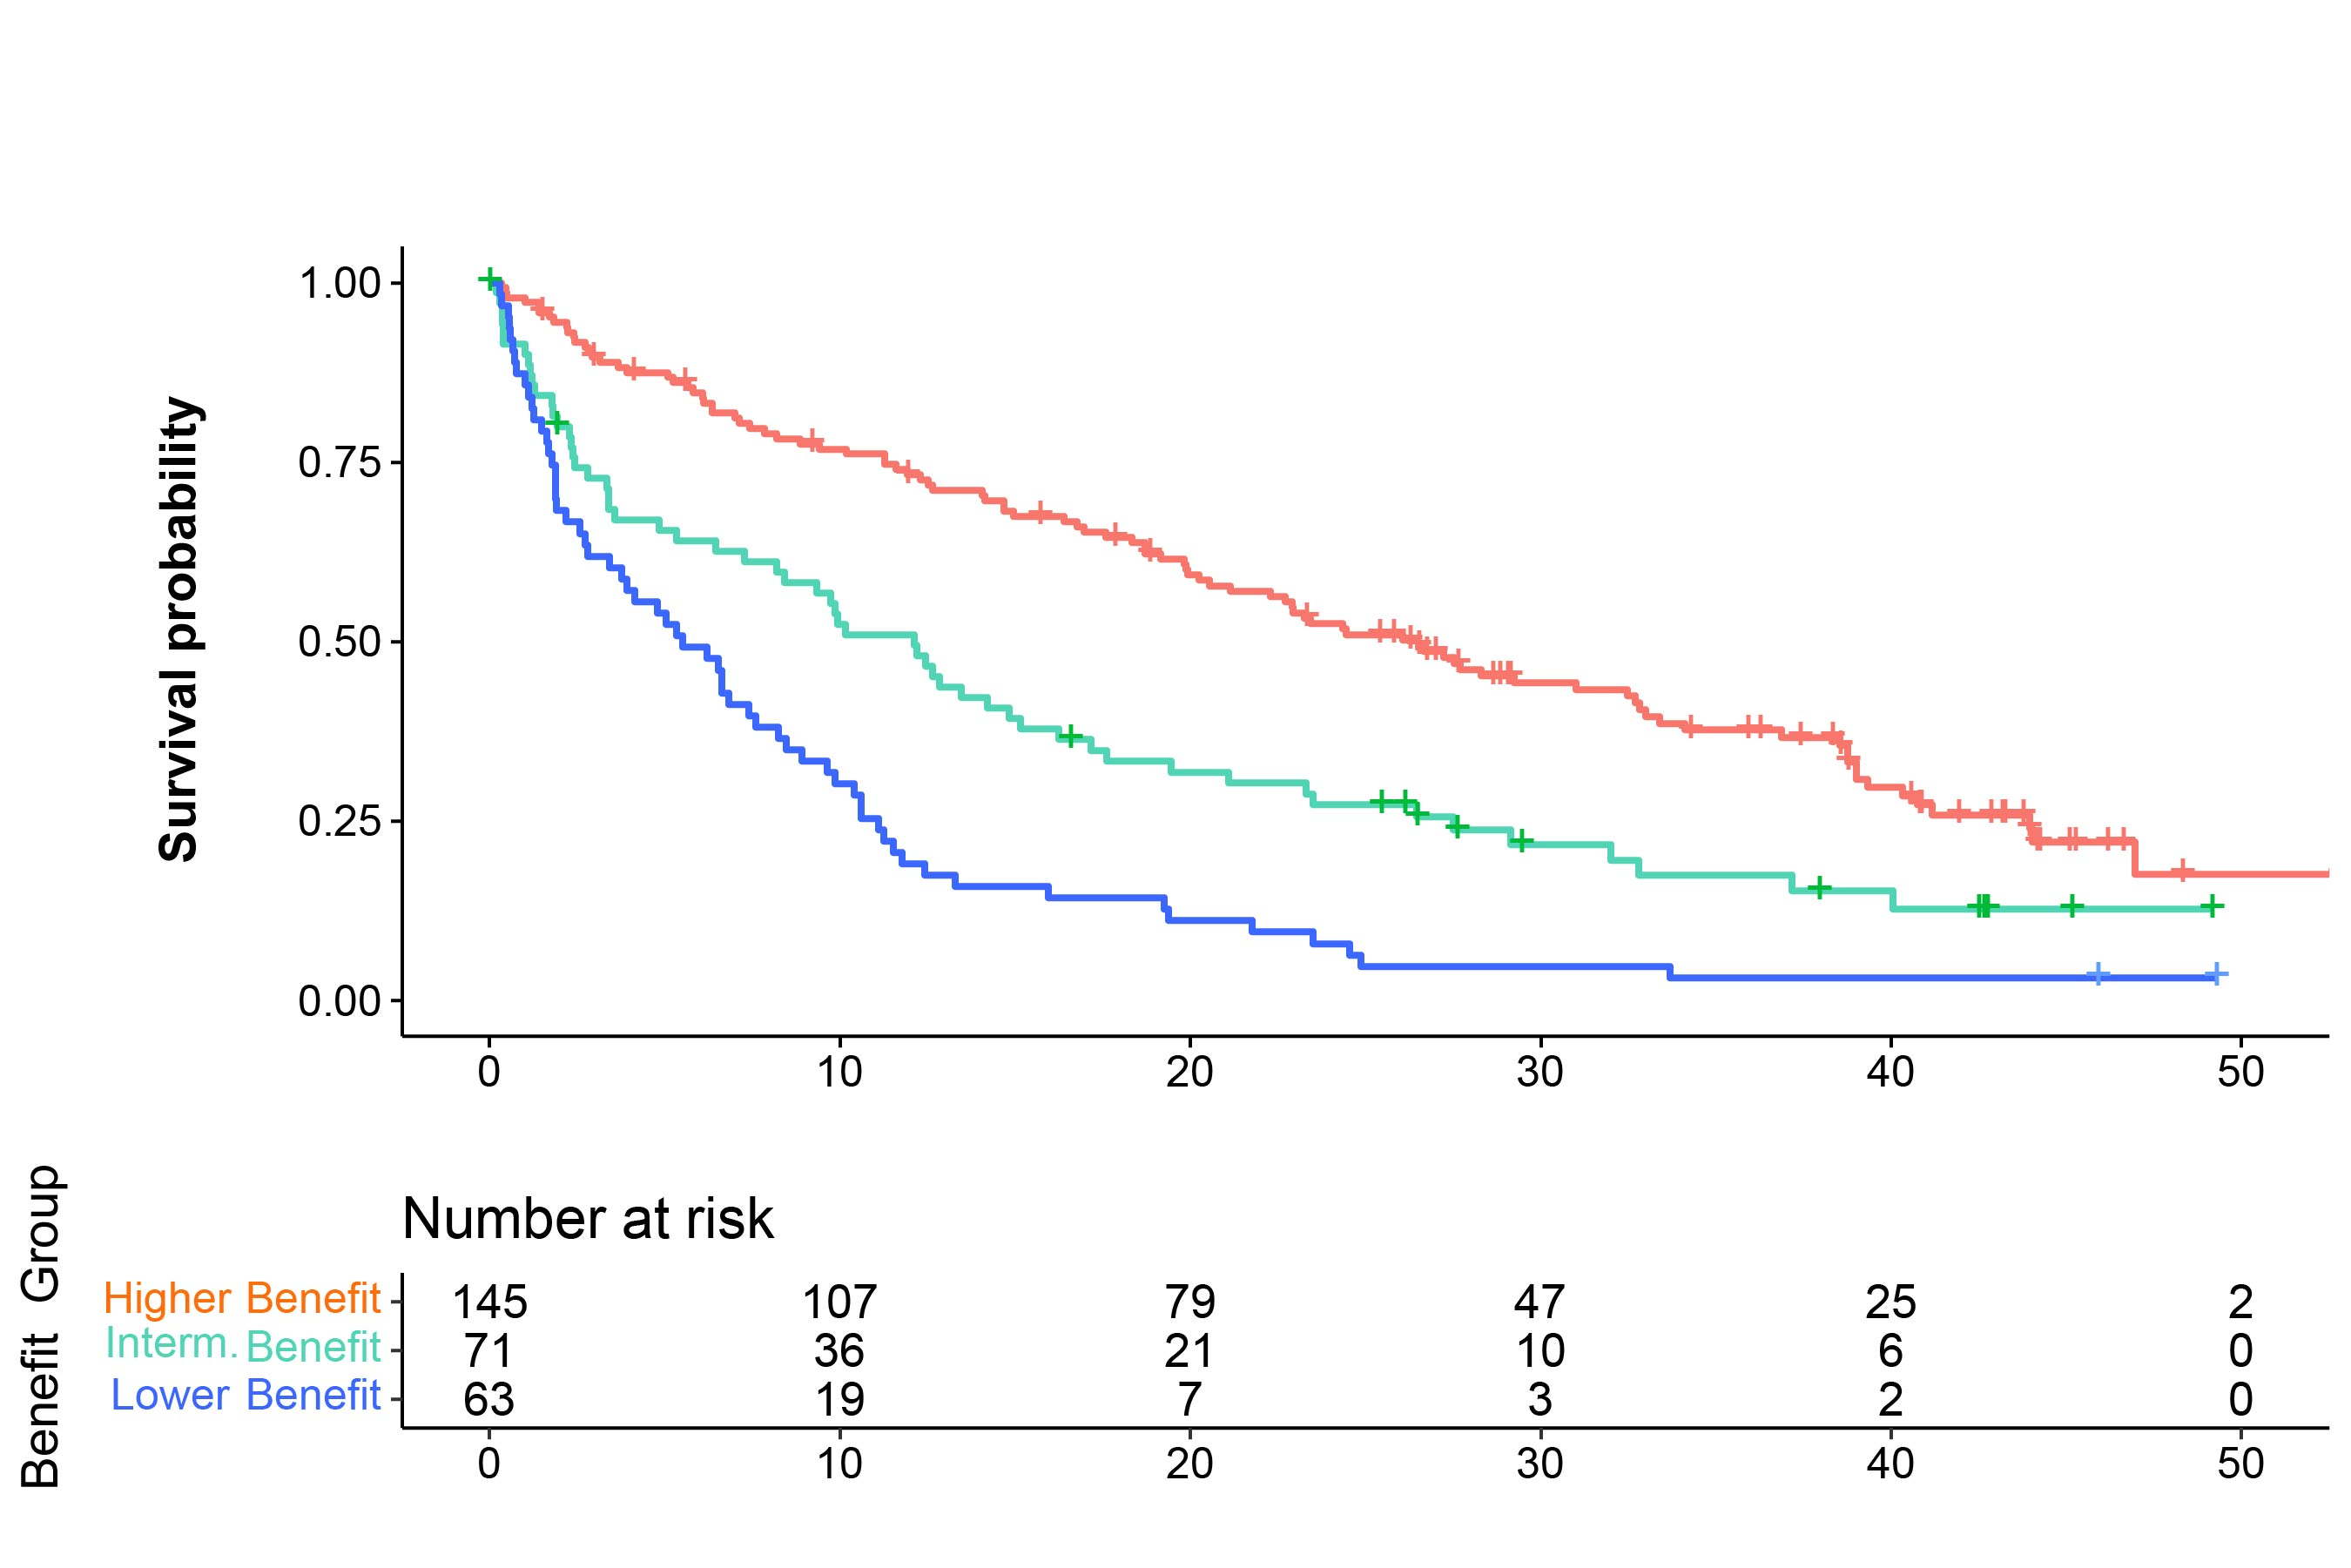 Survival probability
1.00
0.75
0.50
0.25
0.00
0 10 20 30 40 50
Number at risk
Benefit Group
Higher Benefit 145 107 79 47 25 2
Interm. Benefit 71 36 21 10 6 0
Lower Benefit 63 19 7 3 2 0
0 10 20 30 40 50